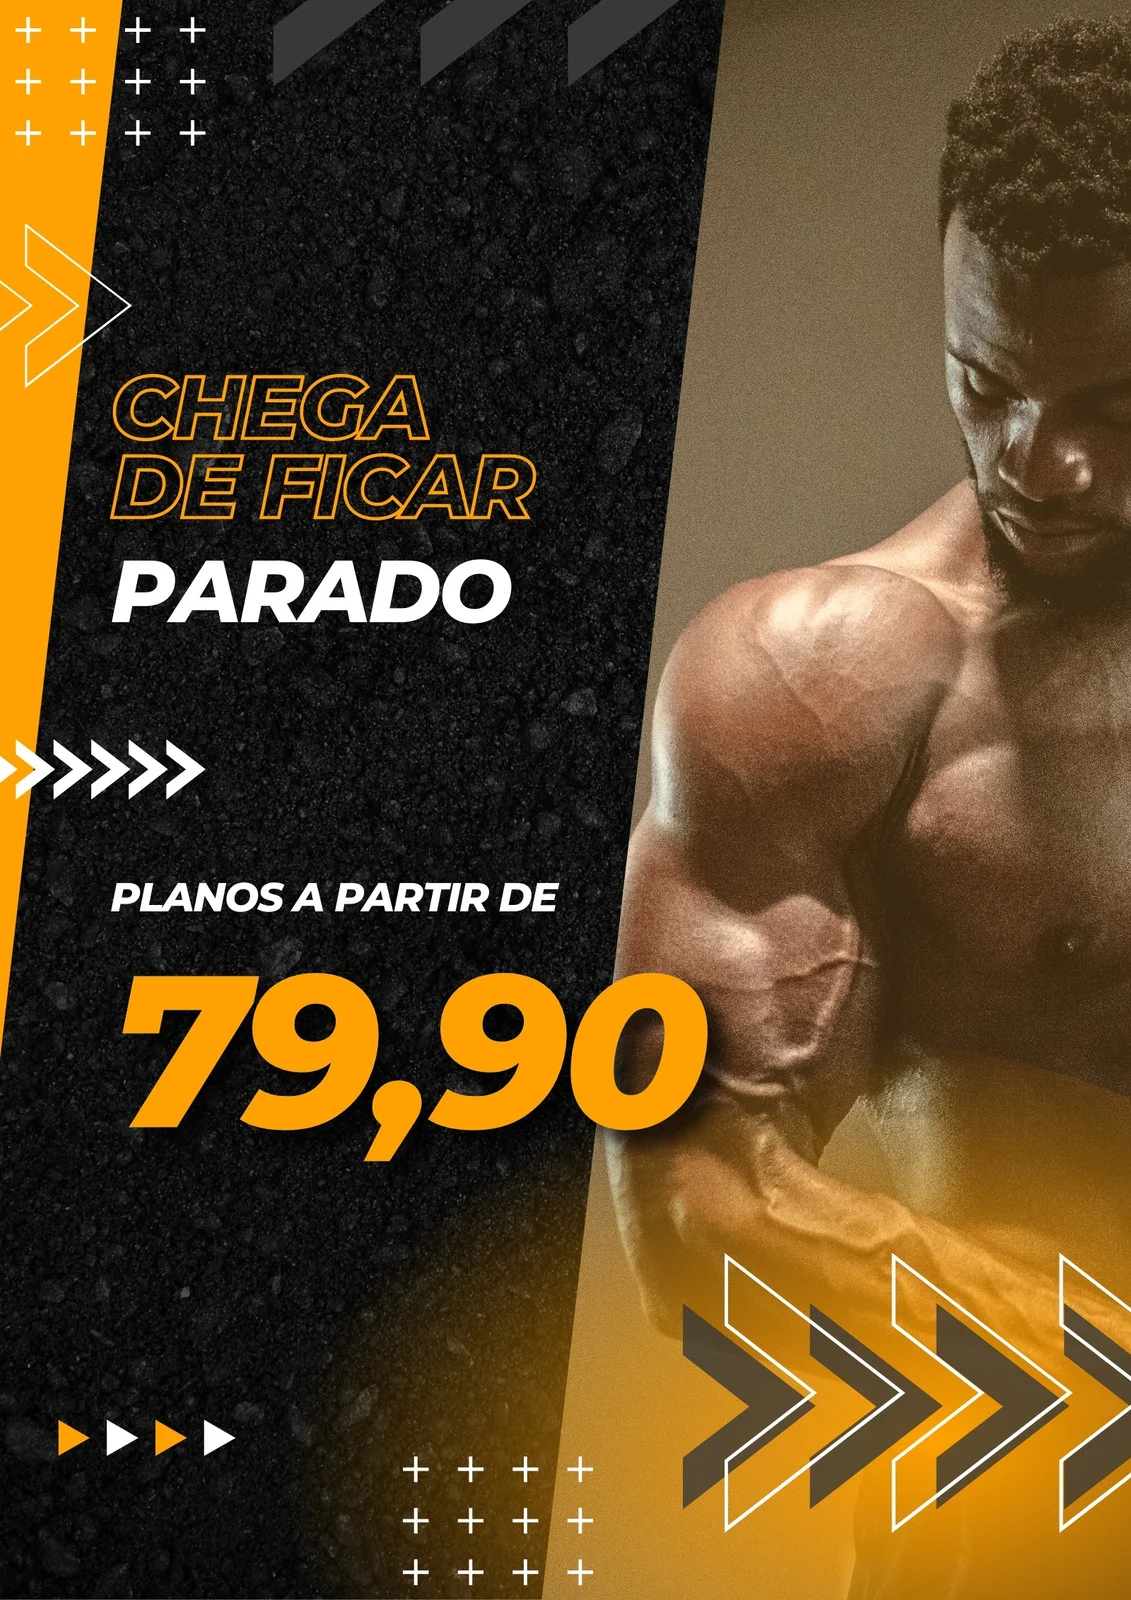 CHEGA
DE FICAR
PARADO
PLANOS A PARTIR DE
79,90